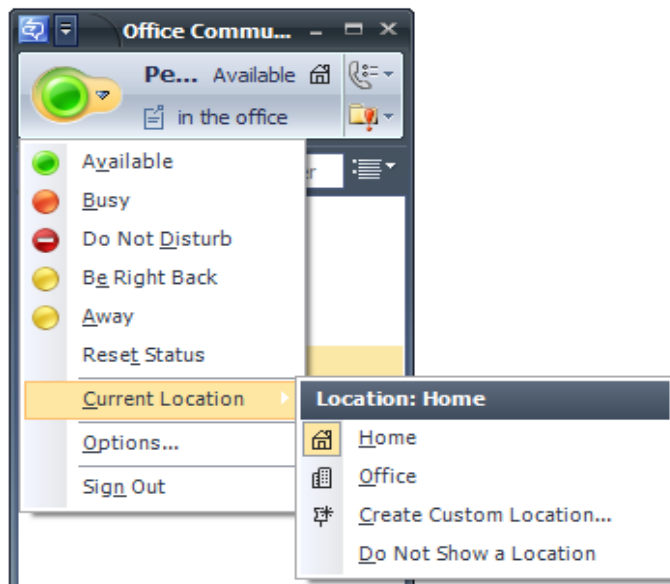 Office Commu...
Pe... Available
in the office
Available
Busy
Do Not Disturb
Be Right Back
Away
Reset Status
Current Location
Options...
Sign Out
Location: Home
Home
Office
Create Custom Location...
Do Not Show a Location